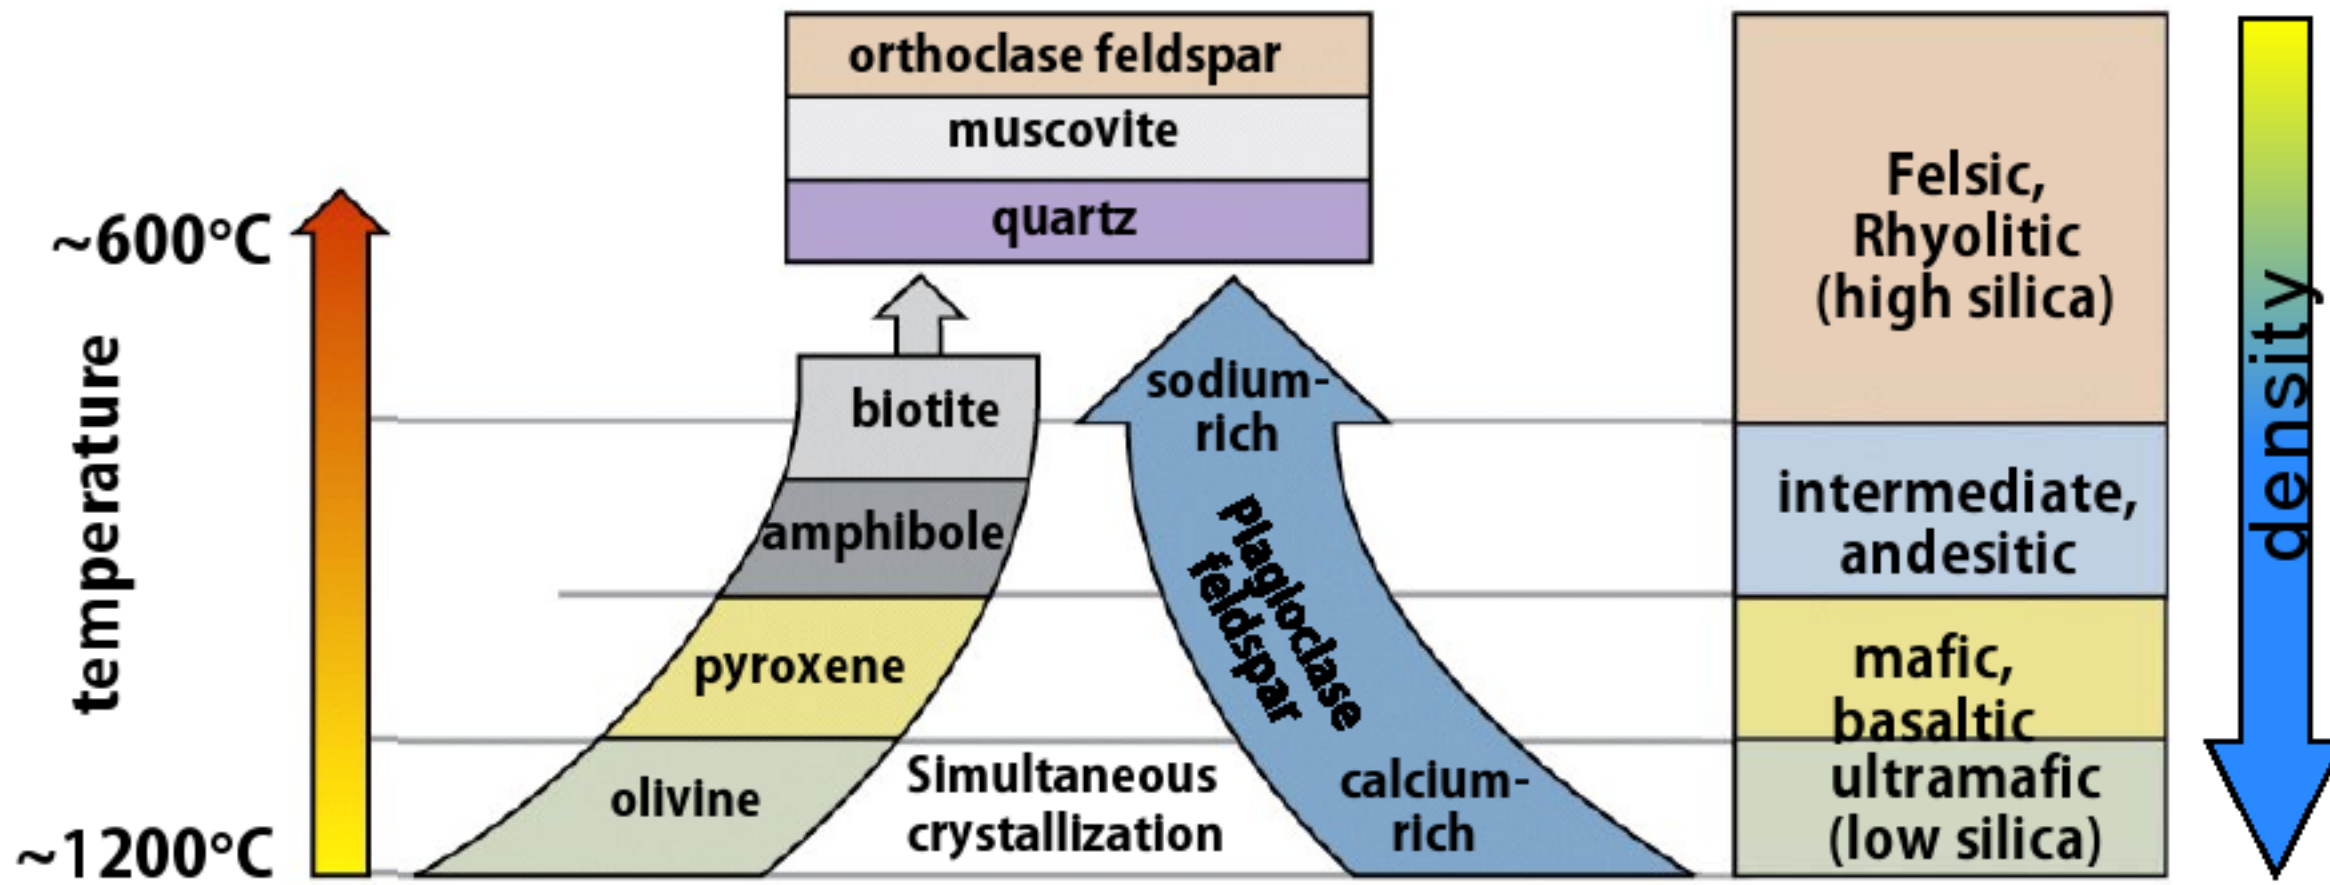 orthoclase feldspar
muscovite
quartz
~600°C
temperature
~1200°C
biotite
amphibole
pyroxene
olivine
Simultaneous
crystallization
sodium-
rich
Plagioclase
feldspar
calcium-
rich
Felsic,
Rhyolitic
(high silica)
intermediate,
andesitic
mafic,
basaltic
ultramafic
(low silica)
density